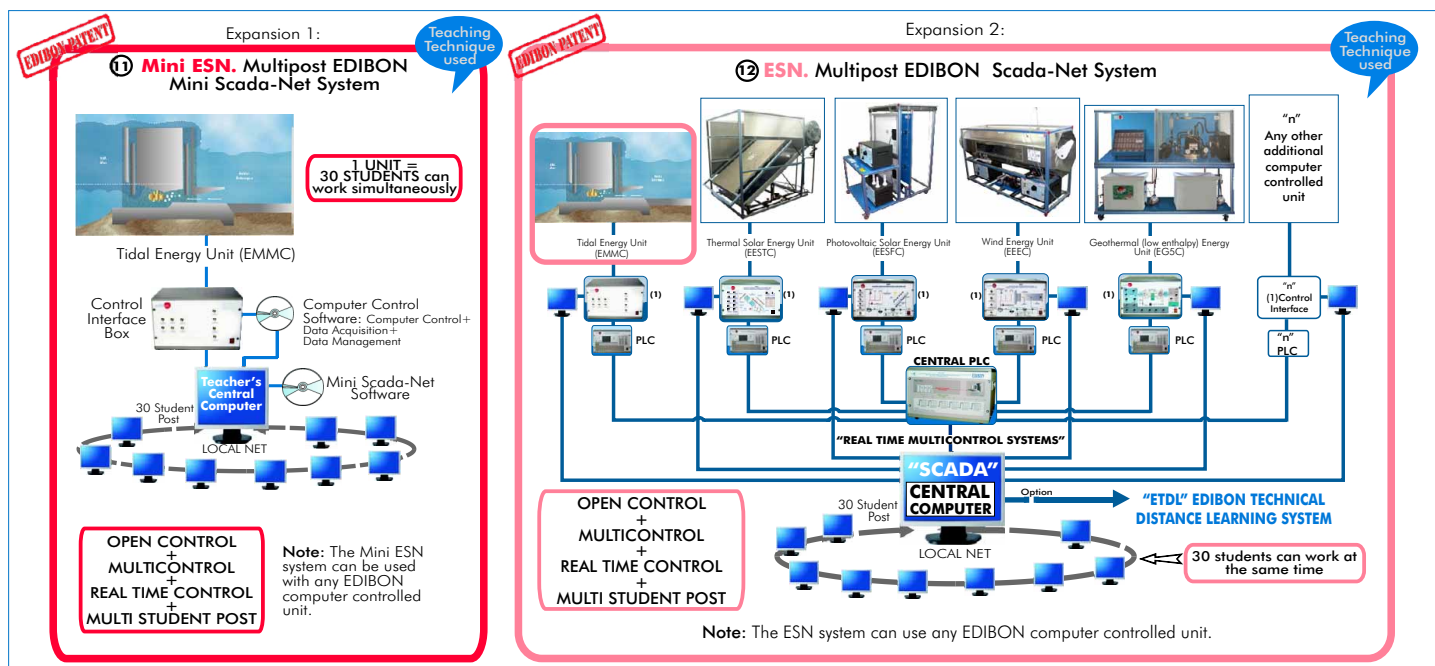 Expansion 1:
EDIBON PATENT
Teaching
Technique
used
11 Mini ESN. Multipost EDIBON
Mini Scada-Net System
1 UNIT =
30 STUDENTS can
work simultaneously
Tidal Energy Unit (EMMC)
Control
Interface
Box
Computer Control
Software: Computer Control+
Data Acquisition+
Data Management
Teacher's
Central
Computer
Mini Scada-Net
Software
30 Student
Post
LOCAL NET
OPEN CONTROL
+
MULTICONTROL
+
REAL TIME CONTROL
+
MULTI STUDENT POST
Note: The Mini ESN
system can be used
with any EDIBON
computer controlled
unit.
Expansion 2:
EDIBON PATENT
Teaching
Technique
used
12 ESN. Multipost EDIBON Scada-Net System
Tidal Energy Unit
(EMMC)
Thermal Solar Energy Unit
(EESTC)
Photovoltaic Solar Energy Unit
(EESFC)
Wind Energy Unit
(EEEC)
Geothermal (low enthalpy) Energy
Unit (EG5C)
"n"
Any other
additional
computer
controlled
unit
(1)
(1)
(1)
(1)
(1)
"n"
(1)Control
Interface
PLC
PLC
PLC
PLC
PLC
"n"
PLC
CENTRAL PLC
"REAL TIME MULTICONTROL SYSTEMS"
"SCADA"
CENTRAL
COMPUTER
Option
"ETDL" EDIBON TECHNICAL
DISTANCE LEARNING SYSTEM
30 Student
Post
LOCAL NET
30 students can work at
the same time
OPEN CONTROL
+
MULTICONTROL
+
REAL TIME CONTROL
+
MULTI STUDENT POST
Note: The ESN system can use any EDIBON computer controlled unit.